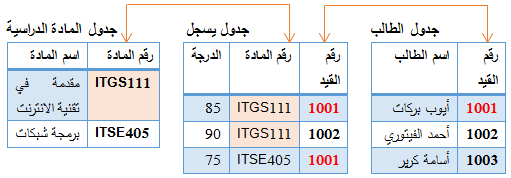 جدول الطالب
جدول يسجل
جدول المادة الدراسية
رقم القيد
اسم الطالب
1001 أيوب بركات
1002 أحمد الفيتوري
1003 أسامة كرير
رقم القيد
رقم المادة
الدرجة
1001 ITGS111 85
1002 ITGS111 90
1001 ITSE405 75
رقم المادة
اسم المادة
ITGS111 مقدمة في
تقنية الانترنت
ITSE405 برمجة شبكات